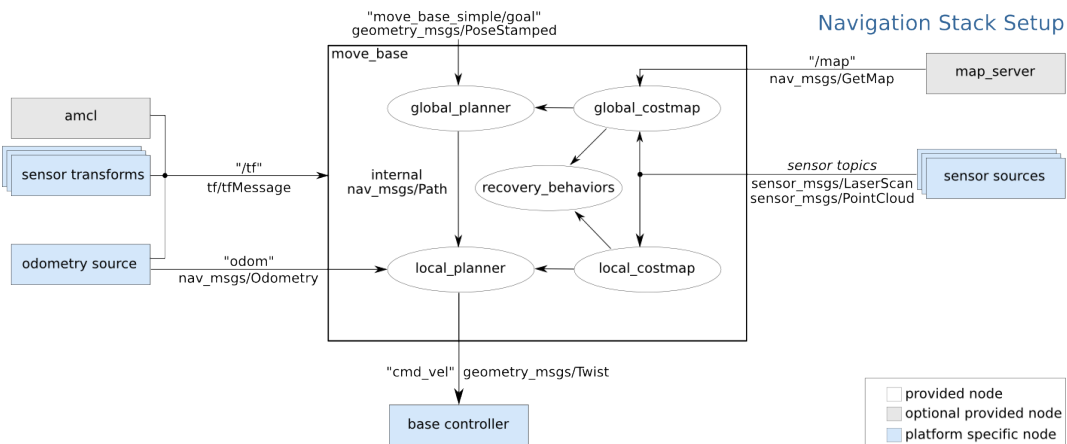 Navigation Stack Setup
"move_base_simple/goal"
geometry_msgs/PoseStamped
move_base
"/map"
nav_msgs/GetMap
map_server
global_planner
global_costmap
amcl
sensor transforms
"/tf"
tf/tfMessage
internal
nav_msgs/Path
recovery_behaviors
sensor topics
sensor_msgs/LaserScan
sensor_msgs/PointCloud
sensor sources
odometry source
"odom"
nav_msgs/Odometry
local_planner
local_costmap
"cmd_vel"
geometry_msgs/Twist
base controller
provided node
optional provided node
platform specific node